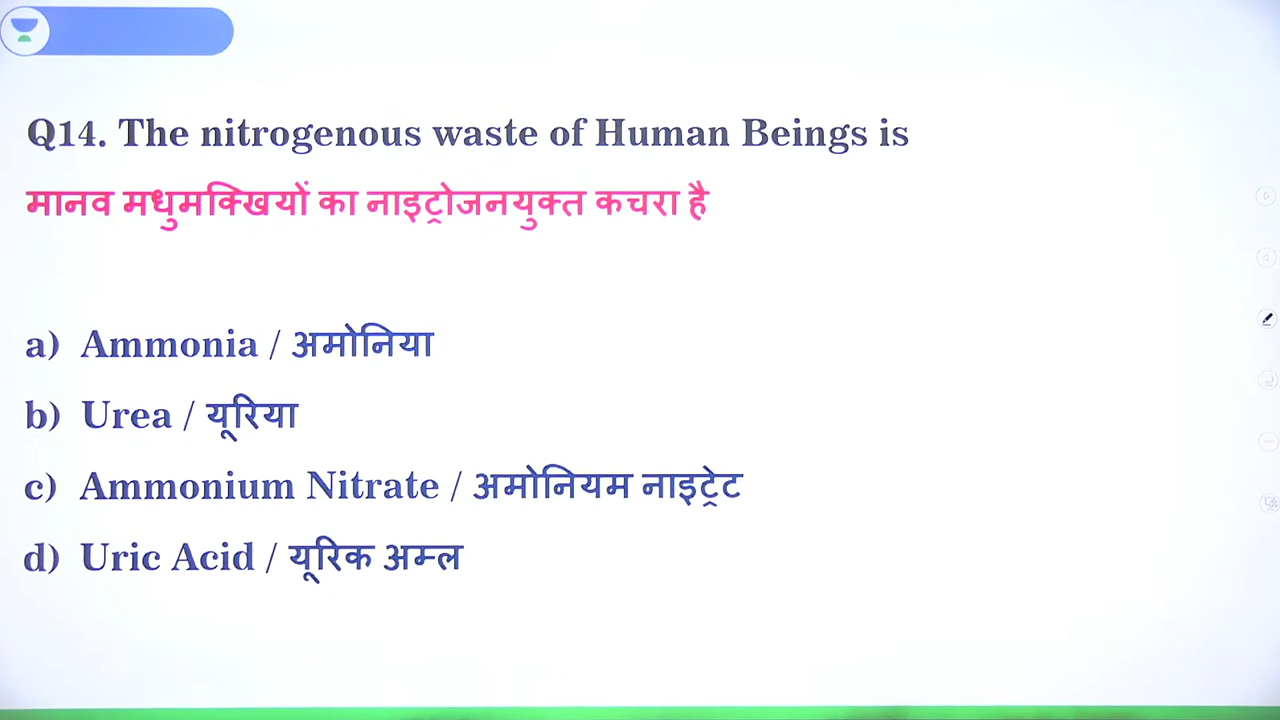 Q14. The nitrogenous waste of Human Beings is
मानव मधुमक्खियों का नाइट्रोजनयुक्त कचरा है
a) Ammonia / अमोनिया
b) Urea / यूरिया
c) Ammonium Nitrate / अमोनियम नाइट्रेट
d) Uric Acid / यूरिक अम्ल